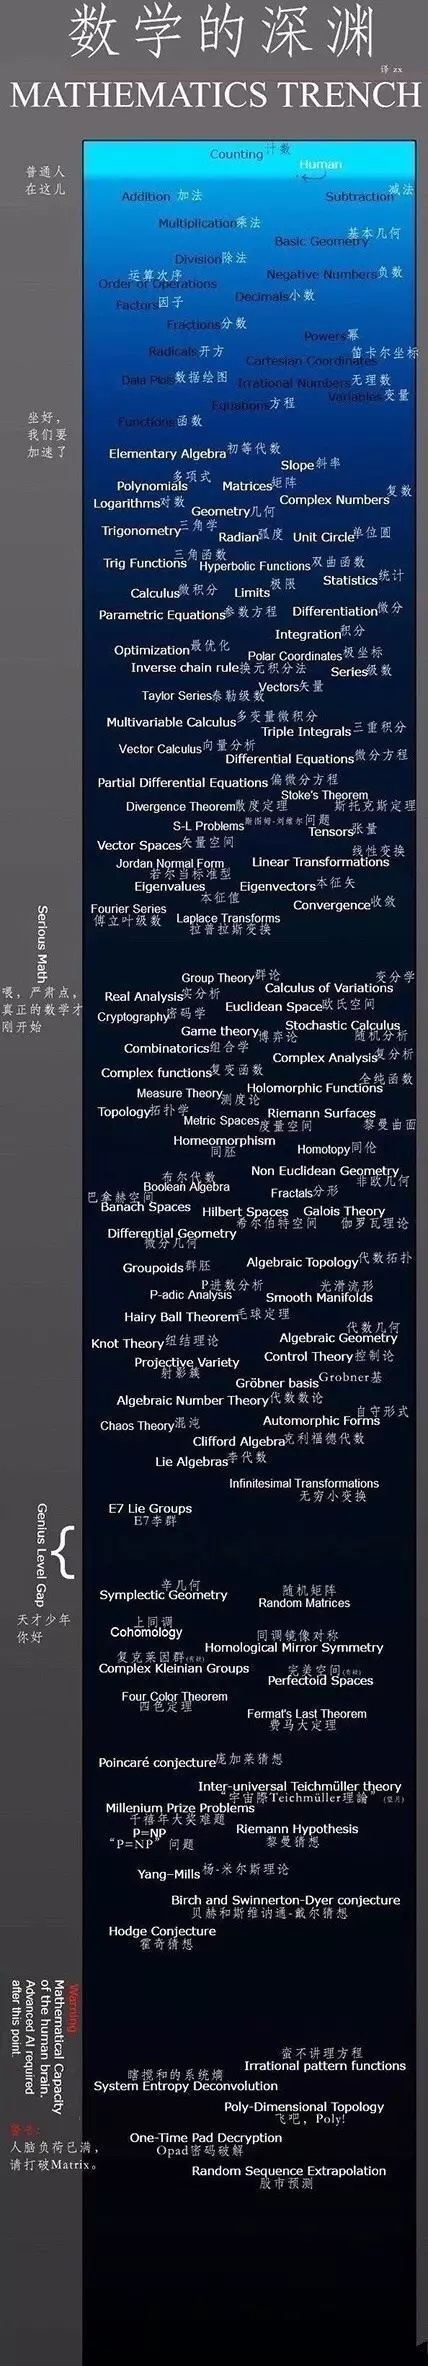 数学的深渊
译 zx
MATHEMATICS TRENCH
Counting 计数
Human
普通人
在这儿
Addition 加法
Subtraction 减法
Multiplication 乘法
Basic Geometry 基本几何
Division 除法
Order of Operations 运算次序
Negative Numbers 负数
Factors 因子
Decimals 小数
Fractions 分数
Powers 幂
Radicals 开方
Cartesian Coordinates 笛卡尔坐标
Data Plots 数据绘图
Irrational Numbers 无理数
Equations 方程
Variables 变量
Functions 函数
坐好，
我们要
加速了
Elementary Algebra 初等代数
Slope 斜率
Polynomials 多项式
Matrices 矩阵
Logarithms 对数
Complex Numbers 复数
Geometry 几何
Trigonometry 三角学
Radian 弧度
Unit Circle 单位圆
Trig Functions 三角函数
Hyperbolic Functions 双曲函数
Calculus 微积分
Limits 极限
Statistics 统计
Parametric Equations 参数方程
Differentiation 微分
Integration 积分
Optimization 最优化
Polar Coordinates 极坐标
Inverse chain rule 换元积分法
Series 级数
Vectors 矢量
Taylor Series 泰勒级数
Multivariable Calculus 多变量微积分
Triple Integrals 三重积分
Vector Calculus 向量分析
Differential Equations 微分方程
Partial Differential Equations 偏微分方程
Stoke's Theorem
斯托克斯定理
Divergence Theorem 散度定理
S-L Problems 斯图姆-刘维尔问题
Tensors 张量
Vector Spaces 矢量空间
线性变换
Linear Transformations
Jordan Normal Form
若尔当标准型
Eigenvalues
本征值
Eigenvectors 本征矢
Fourier Series
傅立叶级数
Convergence 收敛
Laplace Transforms
拉普拉斯变换
Serious Math
喂，严肃点，
真正的数学才
刚开始
Group Theory 群论
变分学
Calculus of Variations
Real Analysis 实分析
Euclidean Space 欧氏空间
Cryptography 密码学
Stochastic Calculus
随机分析
Game theory 博弈论
Combinatorics 组合学
Complex Analysis 复分析
Complex functions 复变函数
全纯函数
Holomorphic Functions
Measure Theory 测度论
Topology 拓扑学
Riemann Surfaces
黎曼曲面
Metric Spaces 度量空间
Homeomorphism
同胚
Homotopy 同伦
Non Euclidean Geometry
非欧几何
布尔代数
Boolean Algebra
Fractals 分形
巴拿赫空间
Banach Spaces
Hilbert Spaces
希尔伯特空间
Galois Theory
伽罗瓦理论
Differential Geometry
微分几何
Groupoids 群胚
Algebraic Topology 代数拓扑
P进数分析
P-adic Analysis
光滑流形
Smooth Manifolds
Hairy Ball Theorem 毛球定理
代数几何
Algebraic Geometry
Knot Theory 纽结理论
Control Theory 控制论
Projective Variety
射影簇
Gröbner basis Grobner基
Algebraic Number Theory 代数数论
自守形式
Automorphic Forms
Chaos Theory 混沌
Clifford Algebra 克利福德代数
Lie Algebras 李代数
Infinitesimal Transformations
无穷小变换
E7 Lie Groups
E7李群
Genius Level Gap
天才少年
你好
辛几何
Symplectic Geometry
随机矩阵
Random Matrices
上同调
Cohomology
同调镜像对称
Homological Mirror Symmetry
复克莱因群
Complex Kleinian Groups
完美空间
Perfectoid Spaces
Four Color Theorem
四色定理
Fermat's Last Theorem
费马大定理
Poincaré conjecture 庞加莱猜想
Inter-universal Teichmüller theory
“宇宙際Teichmüller理論” (望月)
Millenium Prize Problems
千禧年大奖难题
P=NP
“P=NP”问题
Riemann Hypothesis
黎曼猜想
Yang-Mills 杨-米尔斯理论
Birch and Swinnerton-Dyer conjecture
贝赫和斯维讷通-戴尔猜想
Hodge Conjecture
霍奇猜想
Warning
Mathematical Capacity
of the human brain.
Advanced AI required
after this point.
警告:
人脑负荷已满，
请打破Matrix。
蛮不讲理方程
Irrational pattern functions
瞎搅和的系统熵
System Entropy Deconvolution
Poly-Dimensional Topology
飞吧，Poly!
One-Time Pad Decryption
Opad密码破解
Random Sequence Extrapolation
股市预测